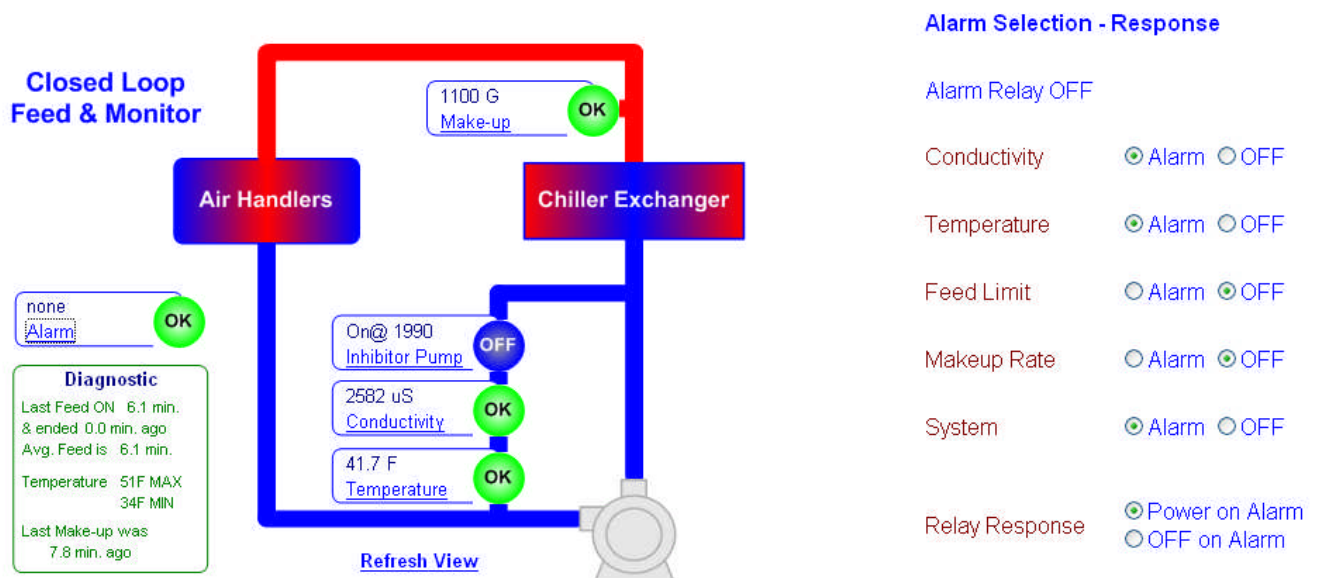 Closed Loop
Feed & Monitor
1100 G
Make-up
OK
Air Handlers
Chiller Exchanger
none
Alarm
OK
On@ 1990
Inhibitor Pump
OFF
2582 uS
Conductivity
OK
41.7 F
Temperature
OK
Diagnostic
Last Feed ON 6.1 min.
& ended 0.0 min. ago
Avg. Feed is 6.1 min.
Temperature 51F MAX
34F MIN
Last Make-up was
7.8 min. ago
Refresh View
Alarm Selection - Response
Alarm Relay OFF
Conductivity Alarm OFF
Temperature Alarm OFF
Feed Limit Alarm OFF
Makeup Rate Alarm OFF
System Alarm OFF
Relay Response Power on Alarm
OFF on Alarm